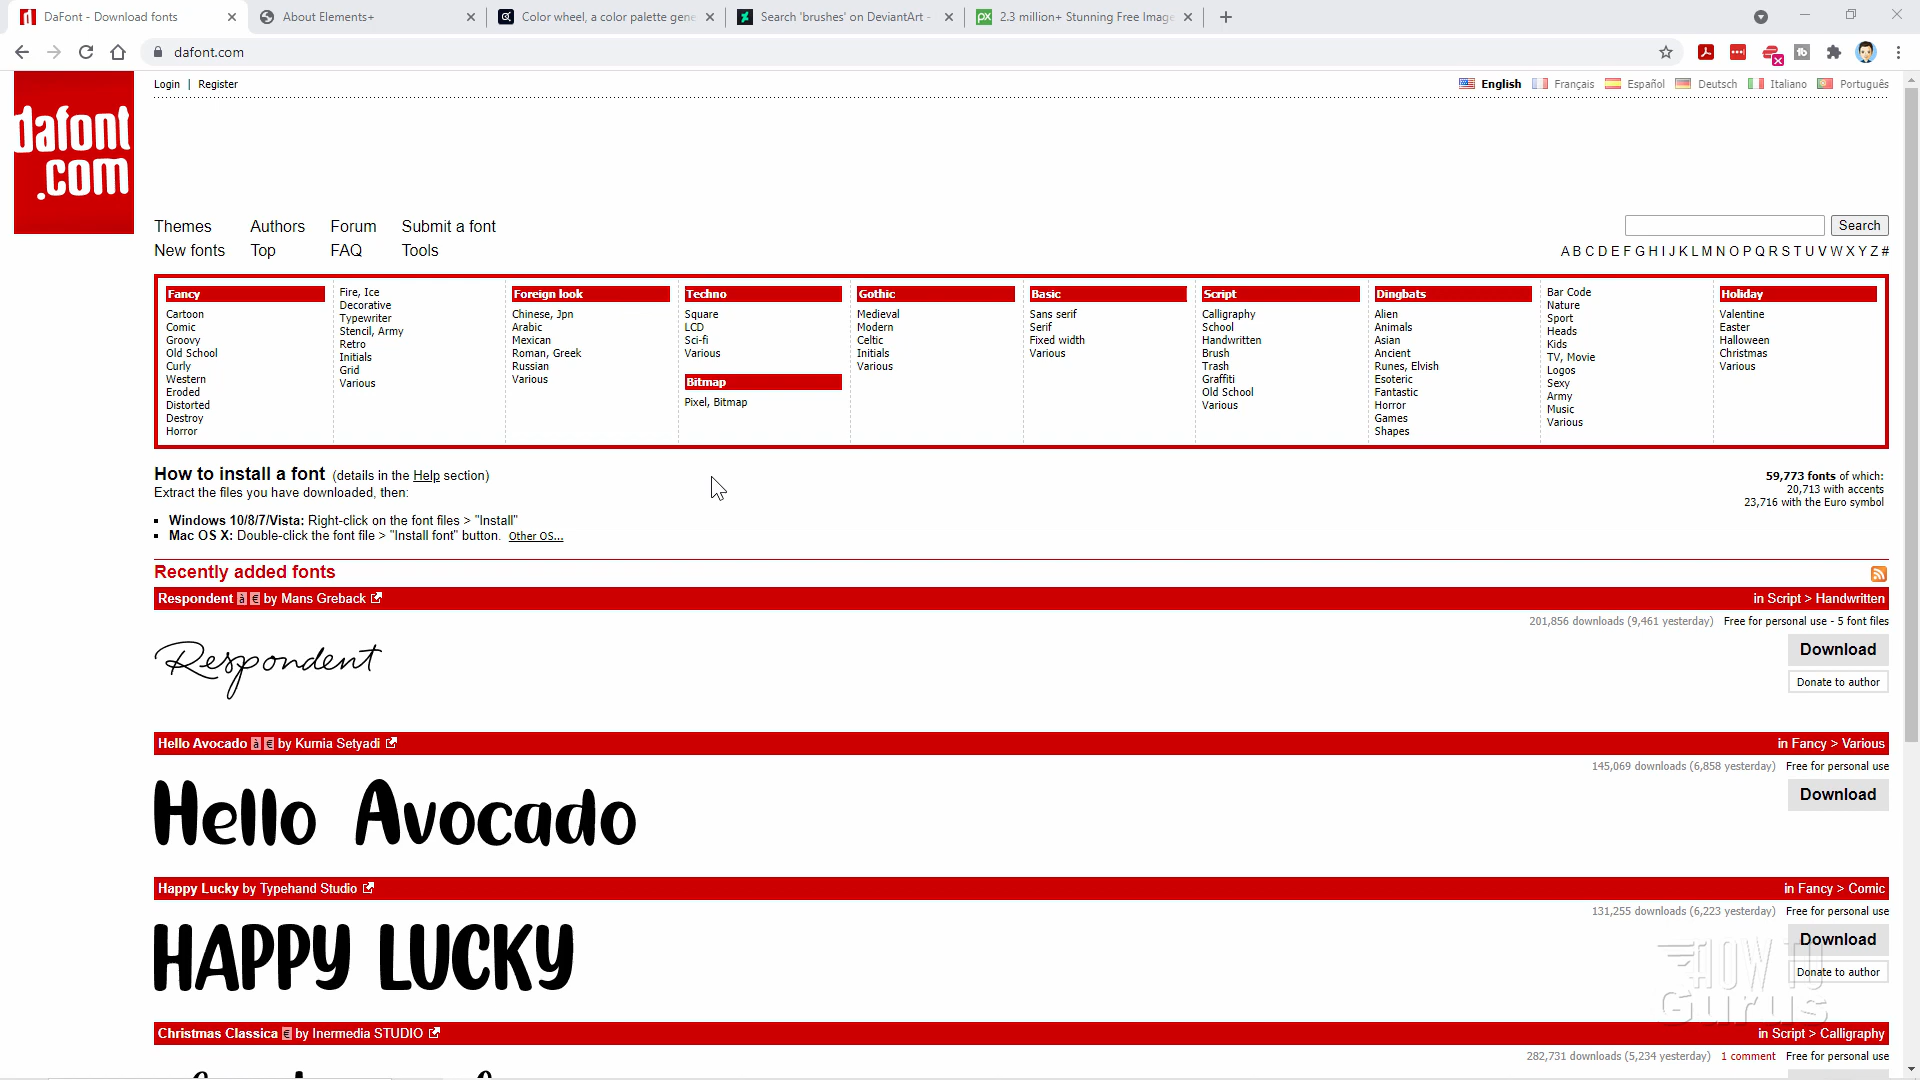 DaFont - Download fonts
About Elements+
Color wheel, a color palette gene
Search 'brushes' on DeviantArt -
2.3 million+ Stunning Free Image
dafont.com
dafont
.com
Login | Register
English Français Español Deutsch Italiano Português
Themes Authors Forum Submit a font
New fonts Top FAQ Tools
Search
A B C D E F G H I J K L M N O P Q R S T U V W X Y Z #
Fancy
Cartoon
Comic
Groovy
Old School
Curly
Western
Eroded
Distorted
Destroy
Horror
Fire, Ice
Decorative
Typewriter
Stencil, Army
Retro
Initials
Grid
Various
Foreign look
Chinese, Jpn
Arabic
Mexican
Roman, Greek
Russian
Various
Techno
Square
LCD
Sci-fi
Various
Bitmap
Pixel, Bitmap
Gothic
Medieval
Modern
Celtic
Initials
Various
Basic
Sans serif
Serif
Fixed width
Various
Script
Calligraphy
School
Handwritten
Brush
Trash
Graffiti
Old School
Various
Dingbats
Alien
Animals
Asian
Ancient
Runes, Elvish
Esoteric
Fantastic
Horror
Games
Shapes
Bar Code
Nature
Sport
Heads
Kids
TV, Movie
Logos
Sexy
Army
Music
Various
Holiday
Valentine
Easter
Halloween
Christmas
Various
How to install a font (details in the Help section)
Extract the files you have downloaded, then:
Windows 10/8/7/Vista: Right-click on the font files > "Install"
Mac OS X: Double-click the font file > "Install font" button. Other OS...
59,773 fonts of which:
20,713 with accents
23,716 with the Euro symbol
Recently added fonts
Respondent à € by Mans Greback in Script > Handwritten
201,856 downloads (9,461 yesterday) Free for personal use - 5 font files
Respondent
Download
Donate to author
Hello Avocado à € by Kurnia Setyadi in Fancy > Various
145,069 downloads (6,858 yesterday) Free for personal use
Hello Avocado
Download
Happy Lucky by Typehand Studio in Fancy > Comic
131,255 downloads (6,223 yesterday) Free for personal use
HAPPY LUCKY
Download
Donate to author
HOW TO
GURUS
Christmas Classica € by Inermedia STUDIO in Script > Calligraphy
282,731 downloads (5,234 yesterday) 1 comment Free for personal use